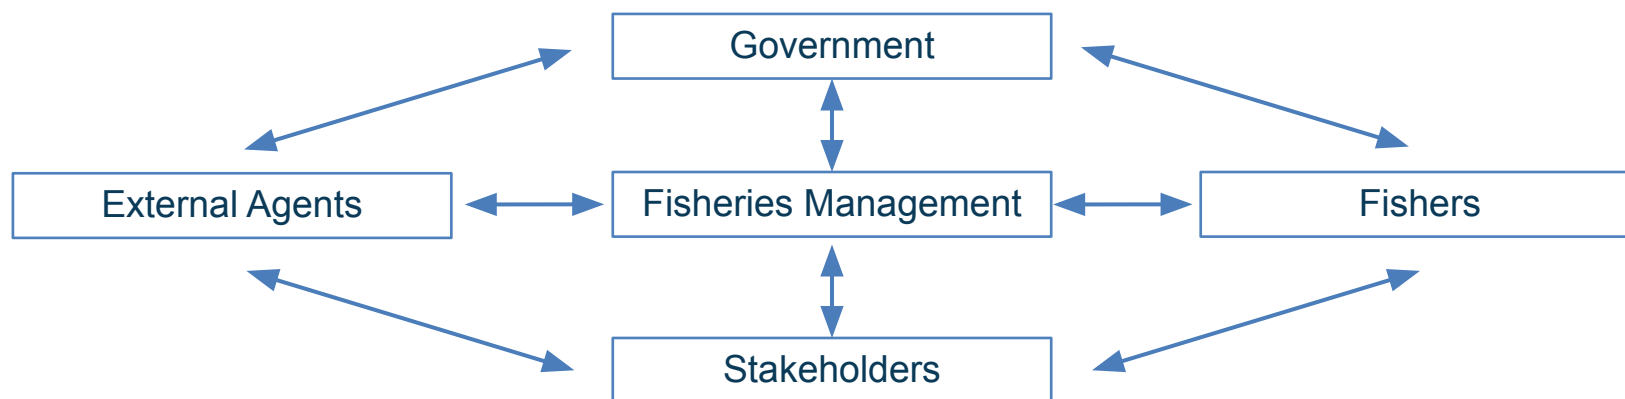 Government
External Agents
Fisheries Management
Fishers
Stakeholders